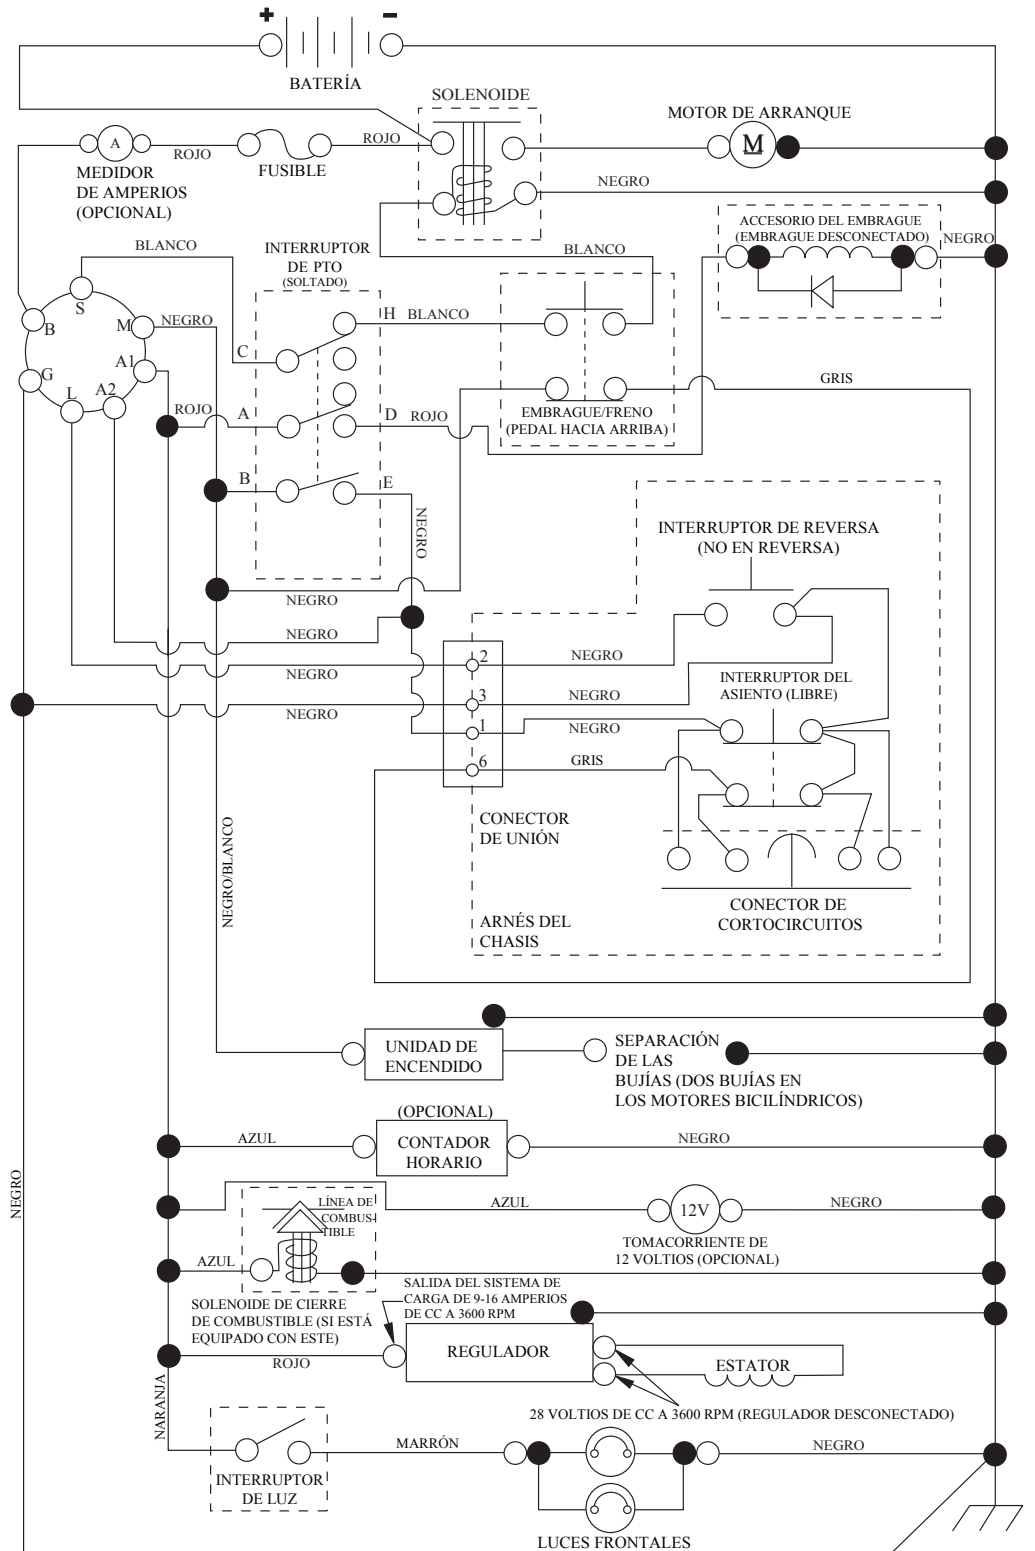 + −
BATERÍA
SOLENOIDE
MOTOR DE ARRANQUE
A
ROJO
FUSIBLE
ROJO
M
MEDIDOR
DE AMPERIOS
(OPCIONAL)
NEGRO
ACCESORIO DEL EMBRAGUE
(EMBRAGUE DESCONECTADO)
NEGRO
BLANCO
INTERRUPTOR
DE PTO
(SOLTADO)
BLANCO
S
B
M
NEGRO
H
BLANCO
C
A1
G
L
A2
ROJO
A
D
ROJO
GRIS
EMBRAGUE/FRENO
(PEDAL HACIA ARRIBA)
B
E
NEGRO
INTERRUPTOR DE REVERSA
(NO EN REVERSA)
NEGRO
NEGRO
NEGRO
2
NEGRO
INTERRUPTOR DEL
ASIENTO (LIBRE)
NEGRO
3
NEGRO
1
NEGRO
6
GRIS
CONECTOR
DE UNIÓN
NEGRO/BLANCO
CONECTOR DE
CORTOCIRCUITOS
ARNÉS DEL
CHASIS
UNIDAD DE
ENCENDIDO
SEPARACIÓN
DE LAS
BUJÍAS (DOS BUJÍAS EN
LOS MOTORES BICILÍNDRICOS)
(OPCIONAL)
AZUL
CONTADOR
HORARIO
NEGRO
NEGRO
LÍNEA DE
COMBUS-
TIBLE
AZUL
12V
NEGRO
TOMACORRIENTE DE
12 VOLTIOS (OPCIONAL)
AZUL
SOLENOIDE DE CIERRE
DE COMBUSTIBLE (SI ESTÁ
EQUIPADO CON ESTE)
SALIDA DEL SISTEMA DE
CARGA DE 9-16 AMPERIOS
DE CC A 3600 RPM
ROJO
REGULADOR
ESTATOR
NARANJA
28 VOLTIOS DE CC A 3600 RPM (REGULADOR DESCONECTADO)
MARRÓN
NEGRO
INTERRUPTOR
DE LUZ
LUCES FRONTALES